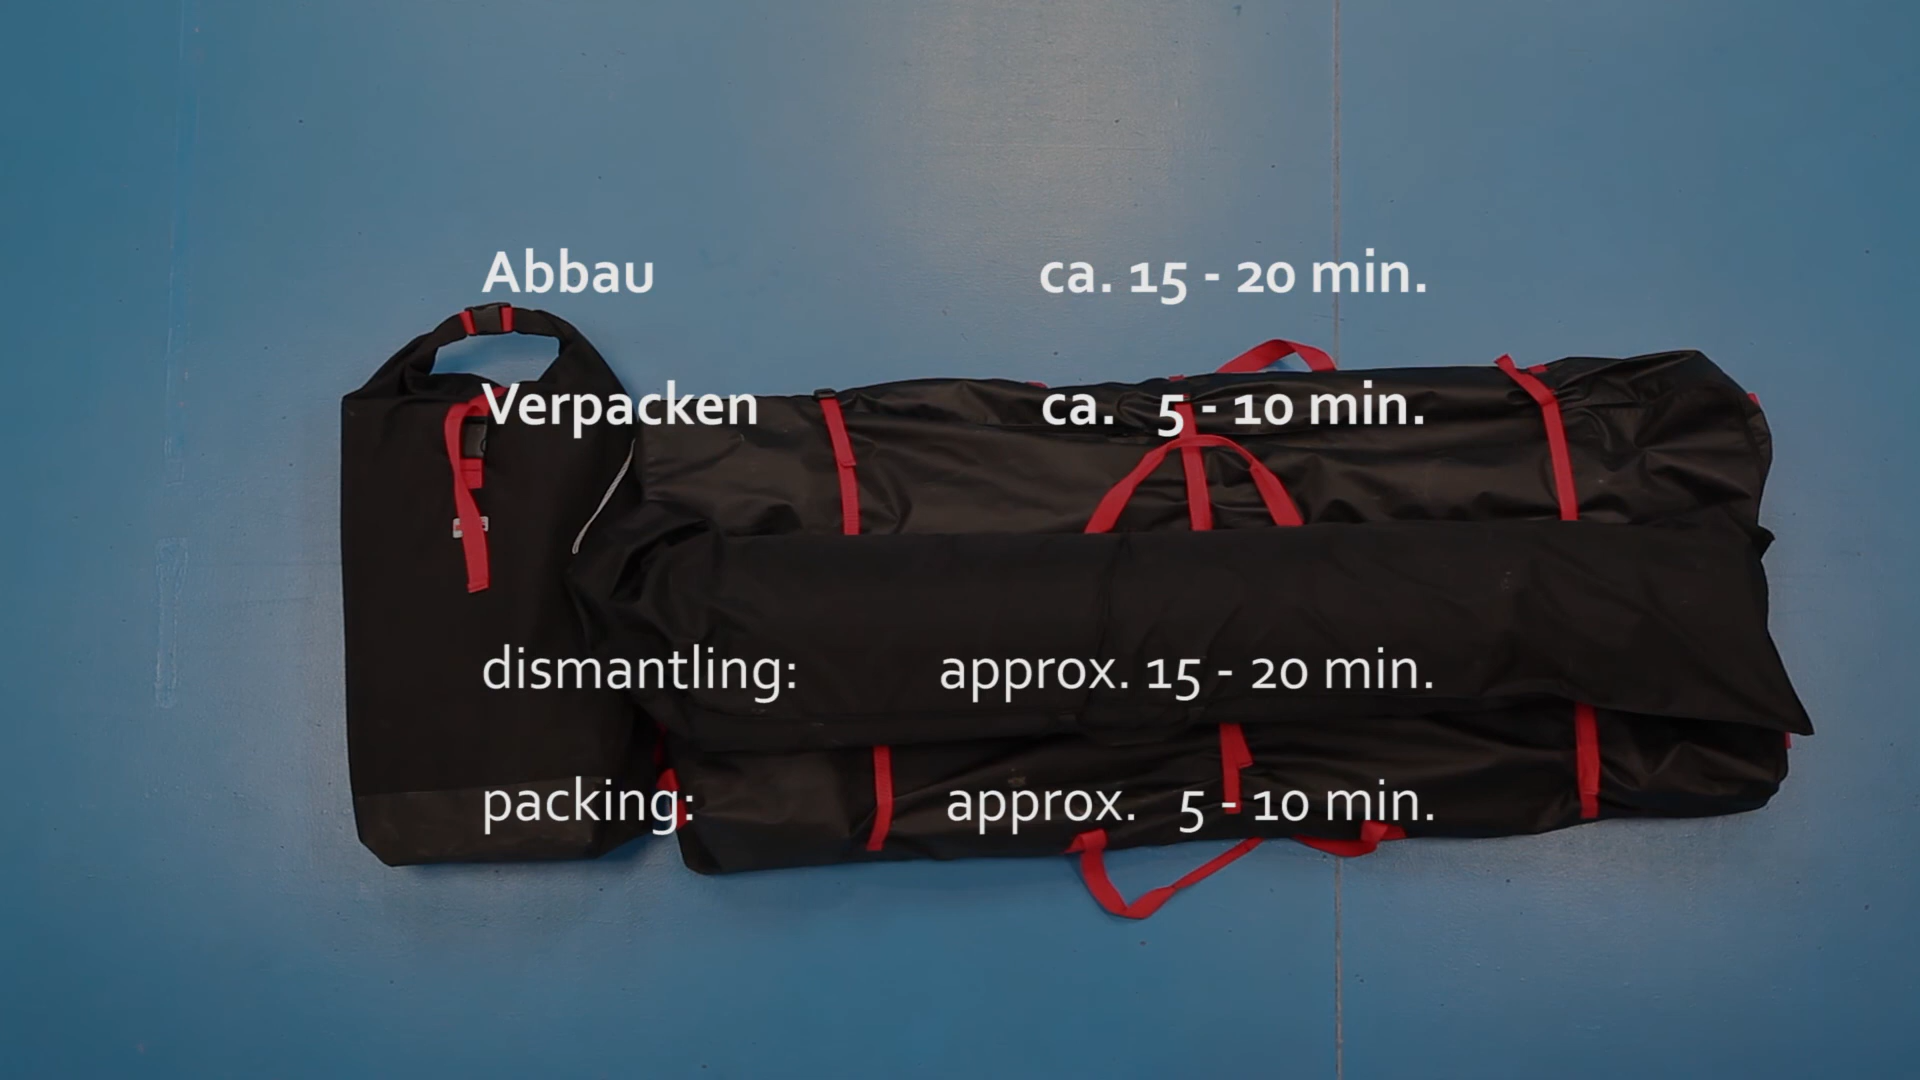 Abbau ca. 15 - 20 min.
Verpacken ca. 5 - 10 min.
dismantling: approx. 15 - 20 min.
packing: approx. 5 - 10 min.